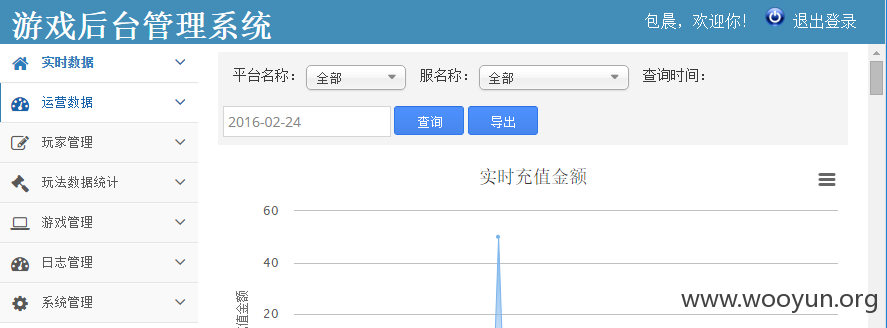 游戏后台管理系统
包晨，欢迎你! 退出登录
实时数据
运营数据
玩家管理
玩法数据统计
游戏管理
日志管理
系统管理
平台名称： 全部 服名称： 全部 查询时间：
2016-02-24 查询 导出
实时充值金额
60
40
20
充值金额
www.wooyun.org